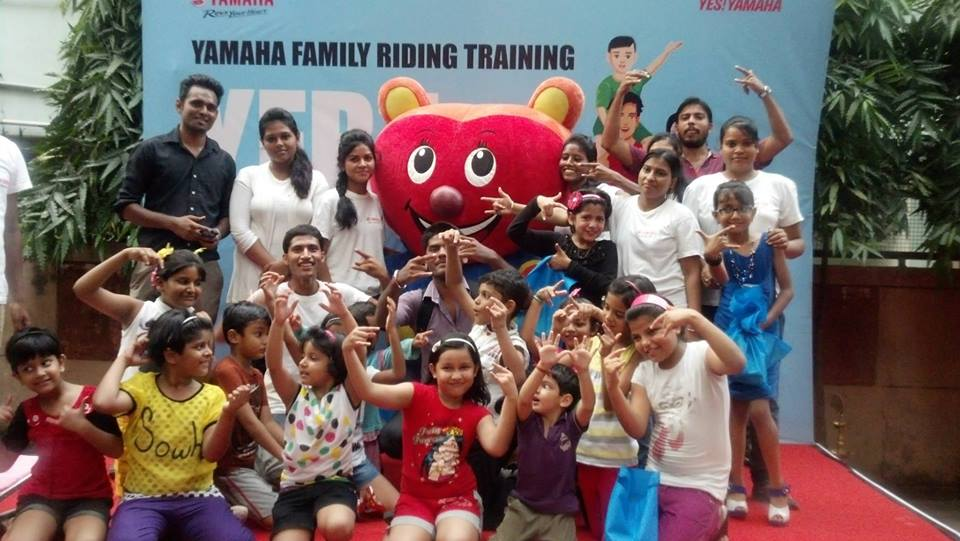 YAMAHA
Revs Your Heart
YES! YAMAHA
YAMAHA FAMILY RIDING TRAINING
Sowh